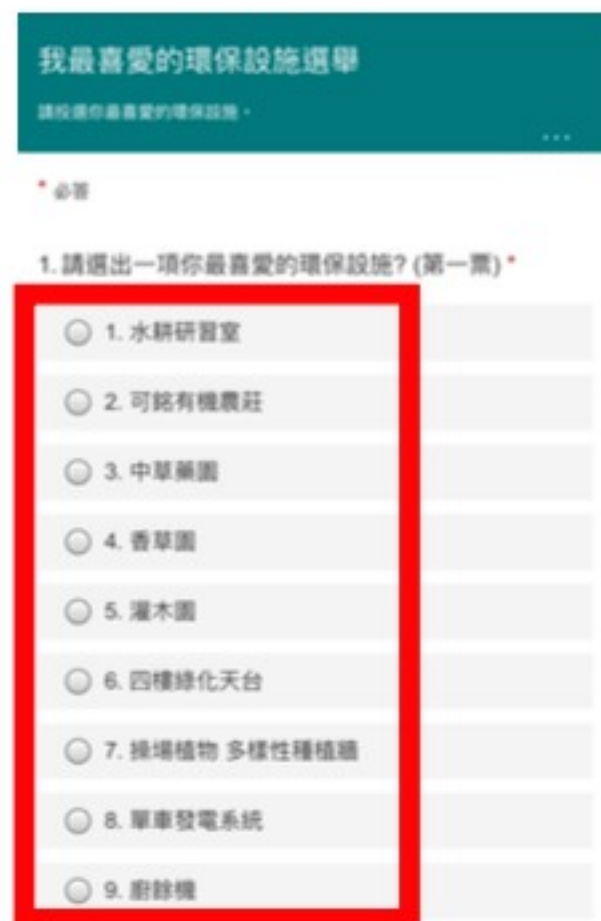 我最喜愛的環保設施選舉
請投選你最喜愛的環保設施。
...
* 必答
1. 請選出一項你最喜愛的環保設施? (第一票) *
1. 水耕研習室
2. 可銘有機農莊
3. 中草藥園
4. 香草園
5. 灌木園
6. 四樓綠化天台
7. 操場植物 多樣性種植牆
8. 單車發電系統
9. 廚餘機